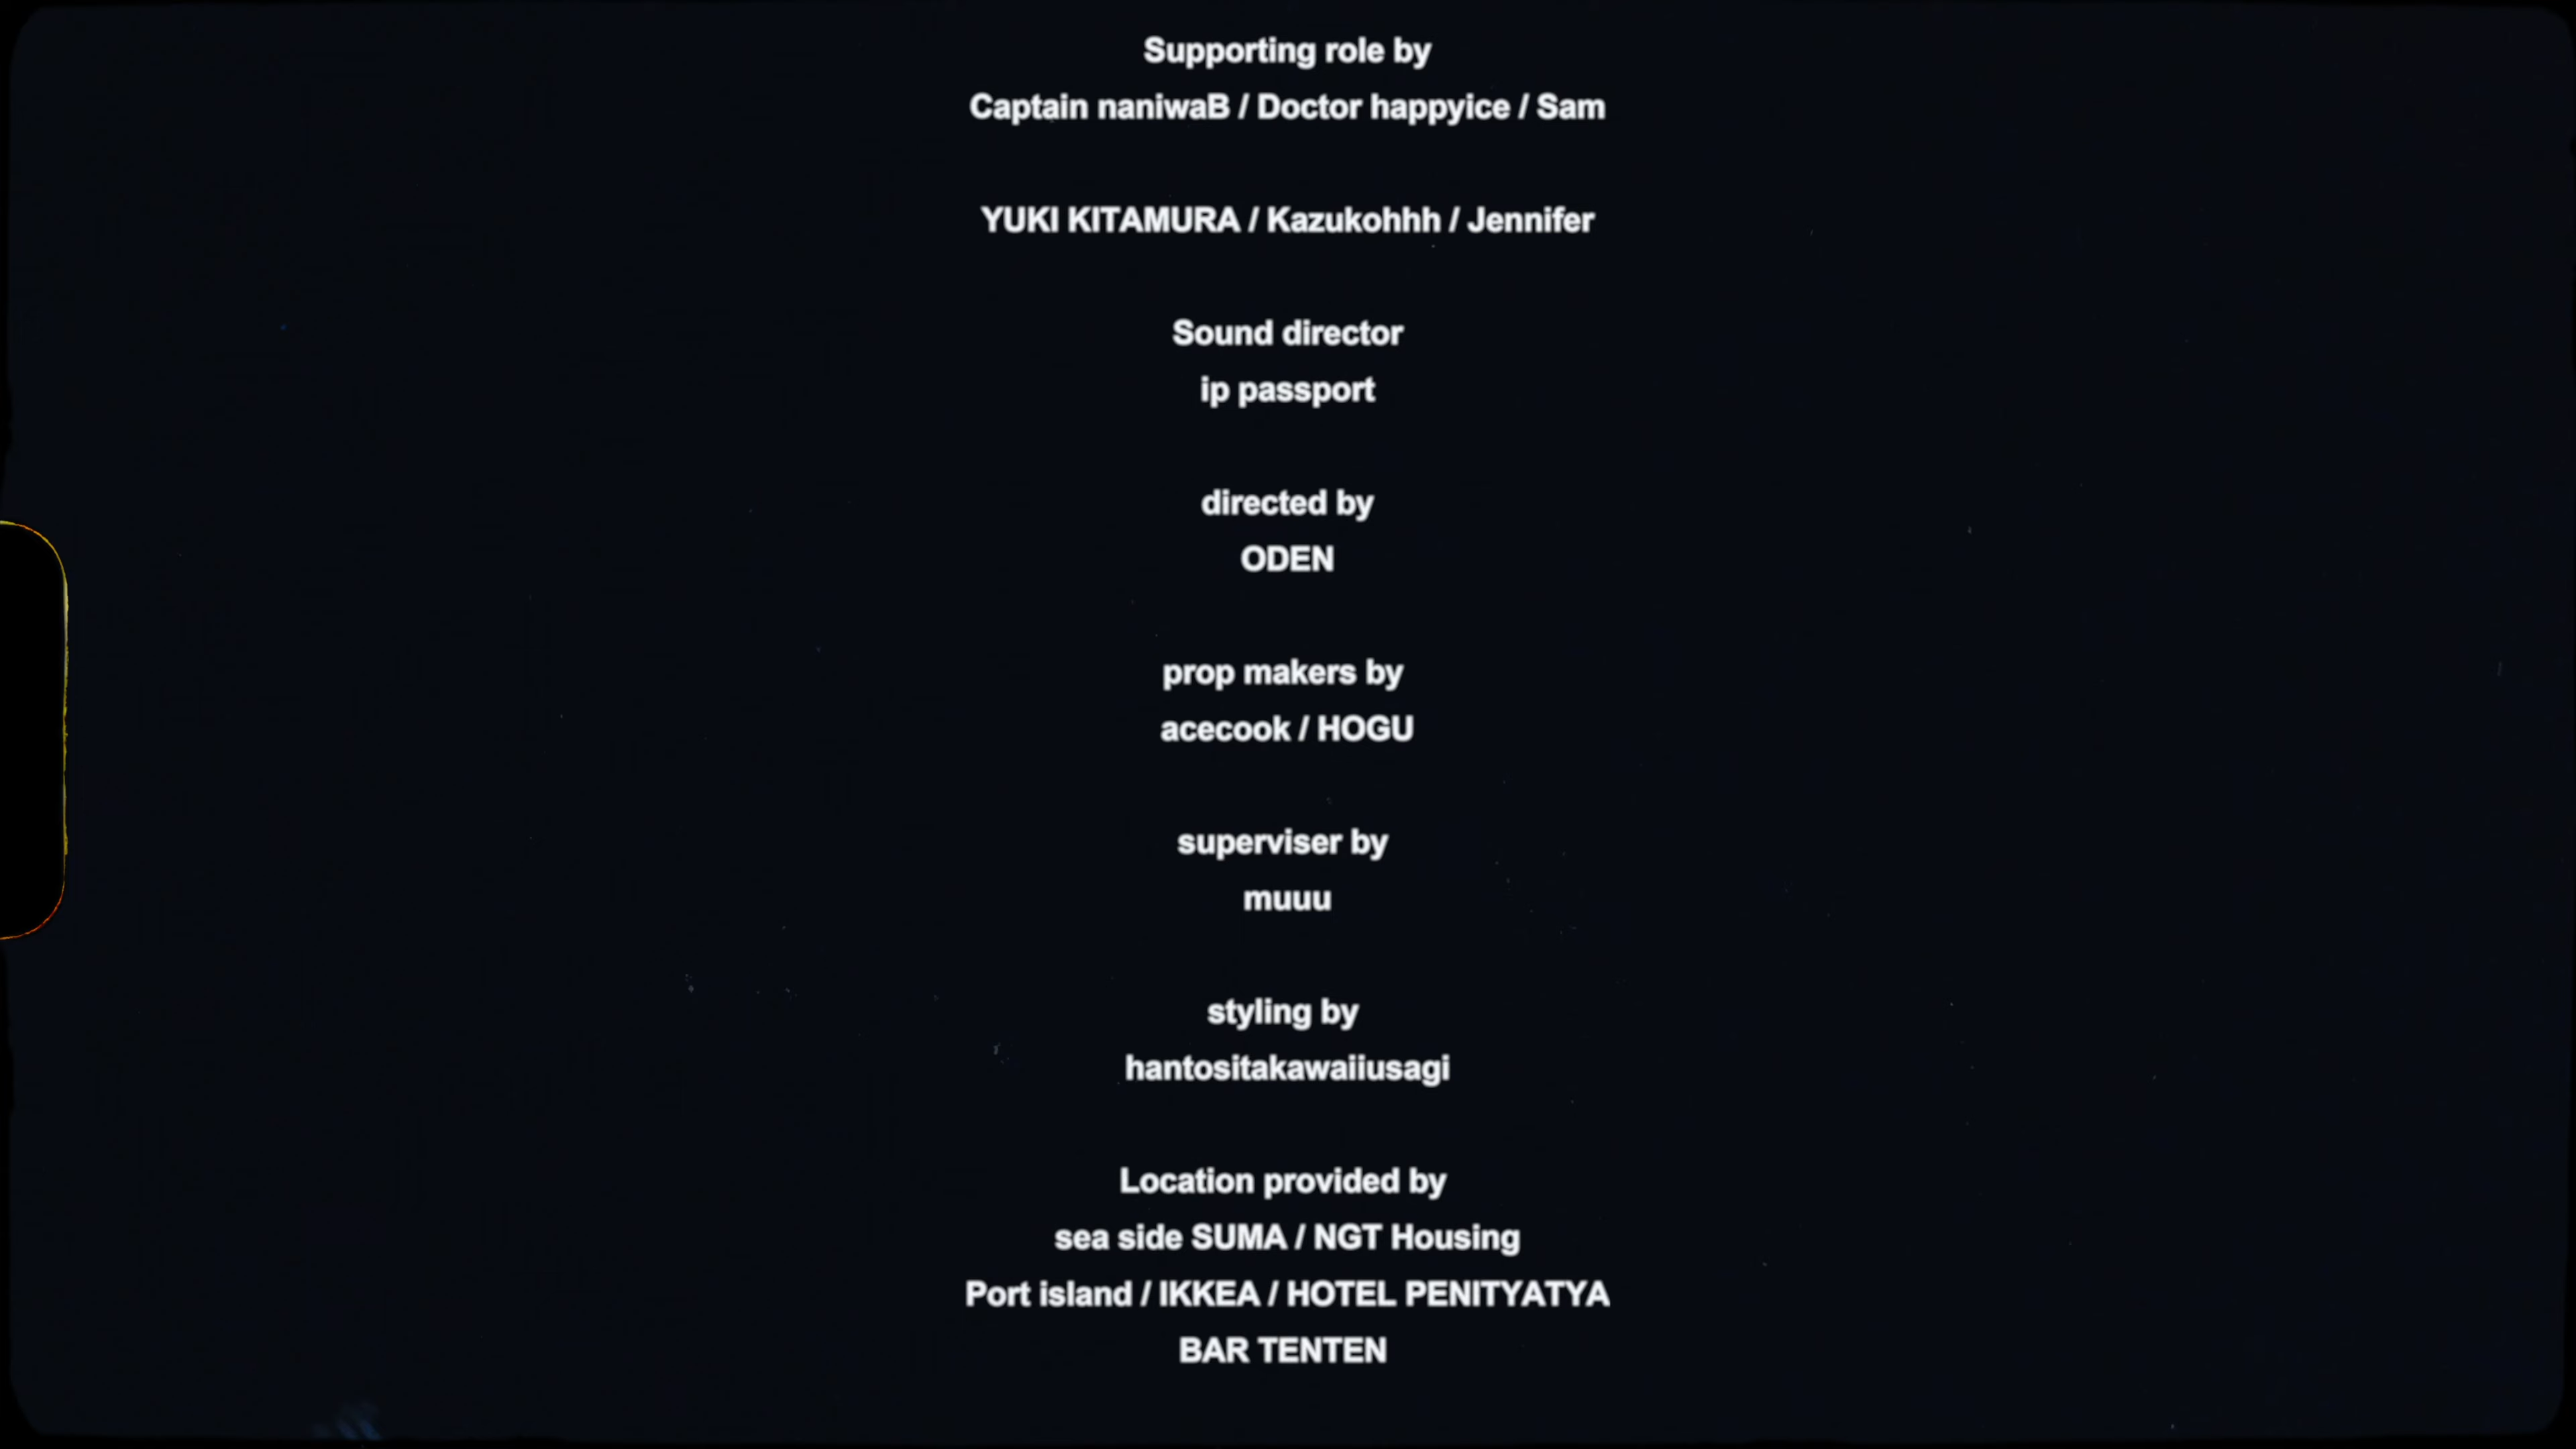 Supporting role by
Captain naniwaB / Doctor happyice / Sam
YUKI KITAMURA / Kazukohhh / Jennifer
Sound director
ip passport
directed by
ODEN
prop makers by
acecook / HOGU
superviser by
muuu
styling by
hantositakawaiiusagi
Location provided by
sea side SUMA / NGT Housing
Port island / IKKEA / HOTEL PENITYATYA
BAR TENTEN